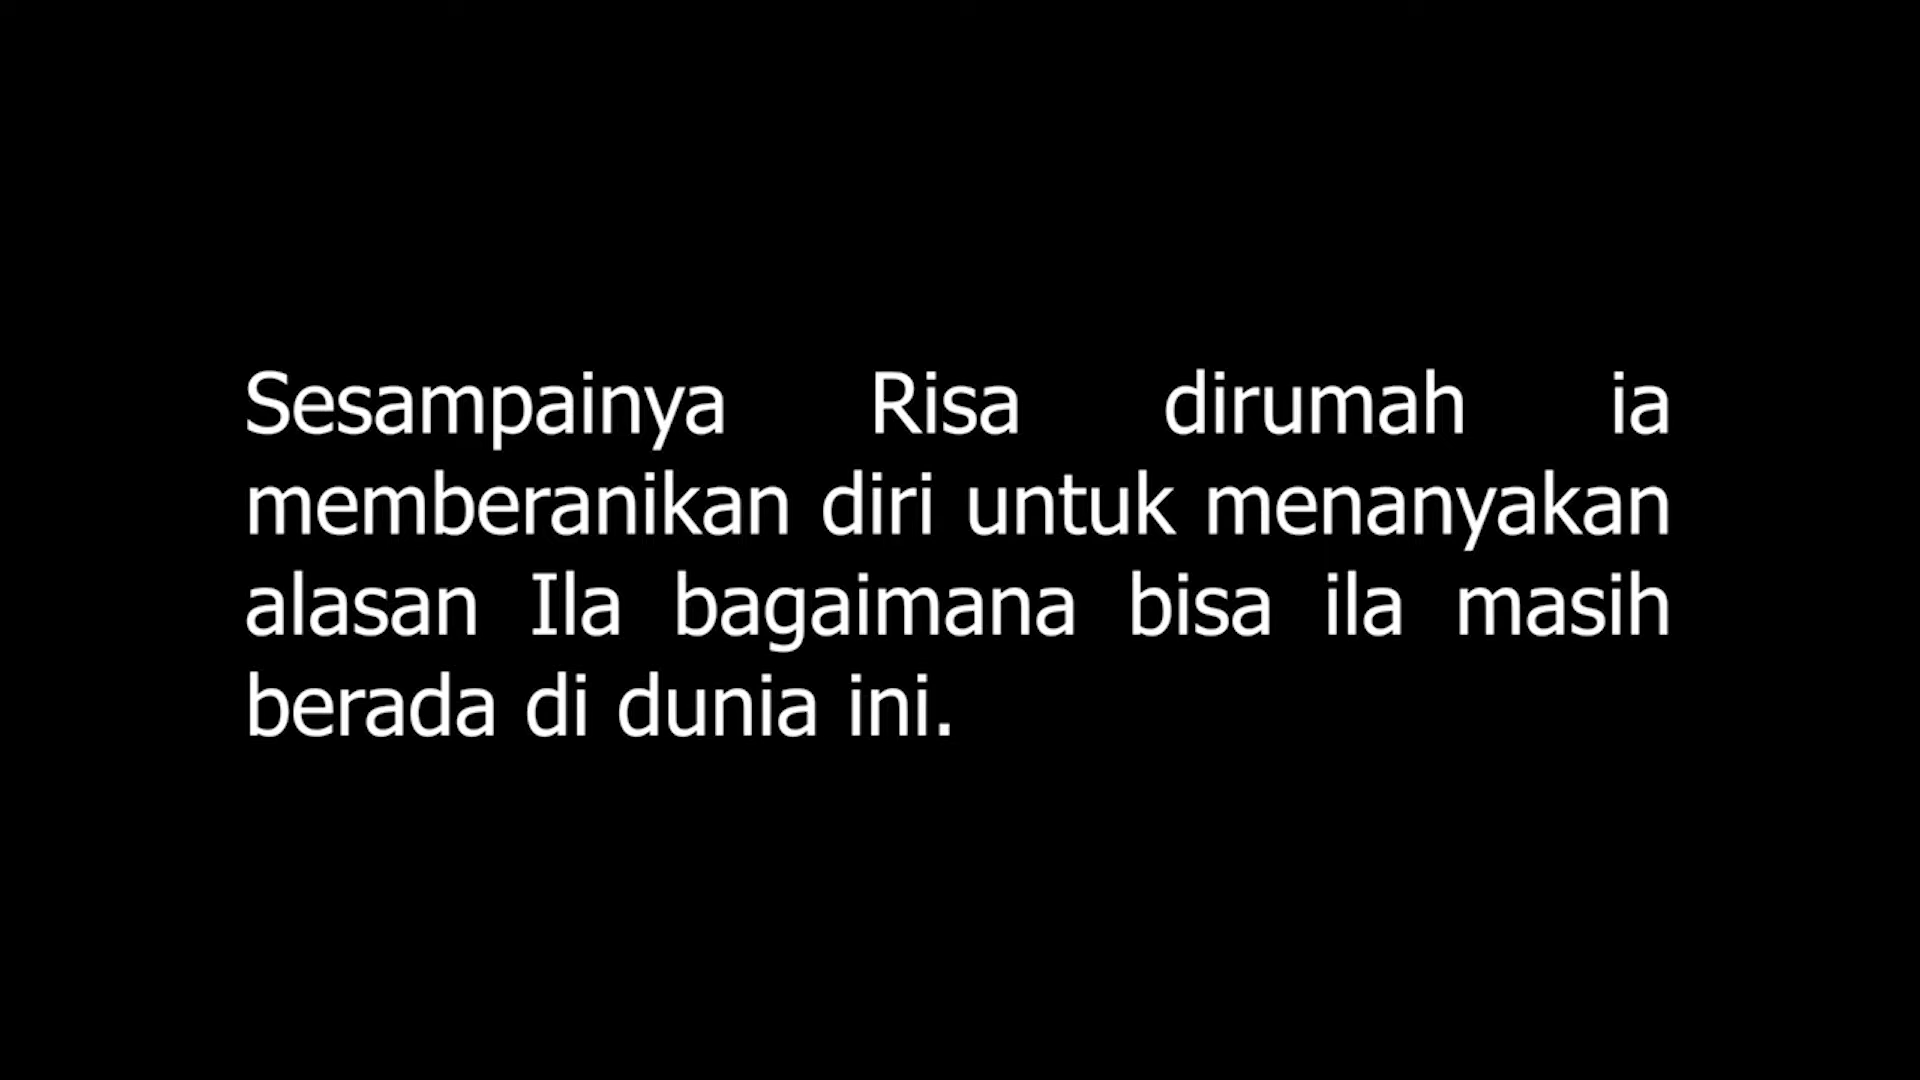 Sesampainya Risa dirumah ia
memberanikan diri untuk menanyakan
alasan Ila bagaimana bisa ila masih
berada di dunia ini.